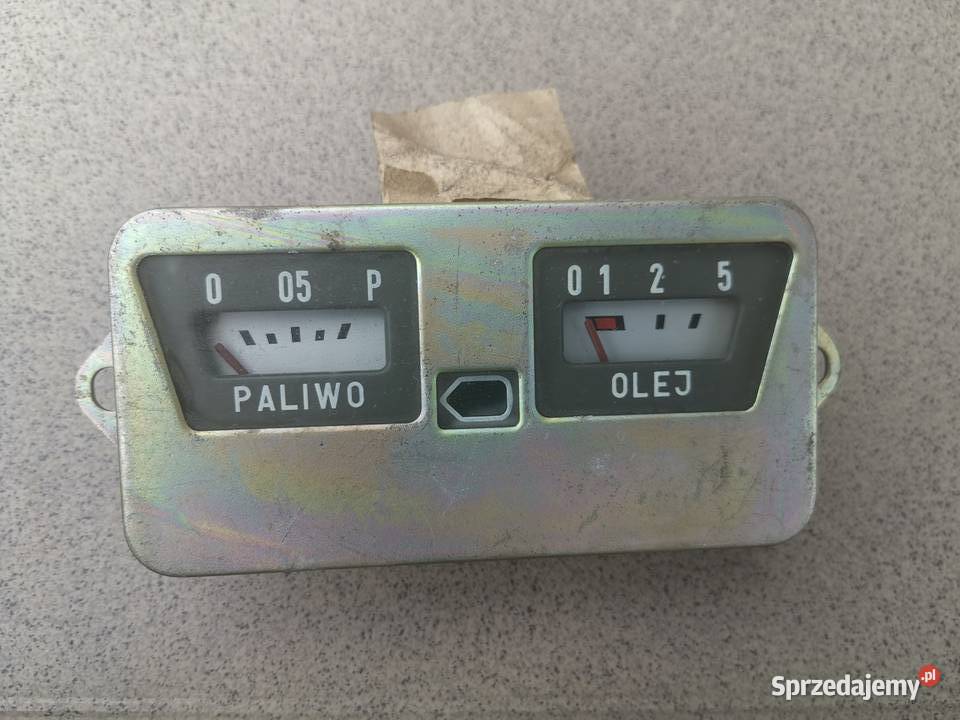 0 05 P
PALIWO
0 1 2 5
OLEJ
Sprzedajemy.pl